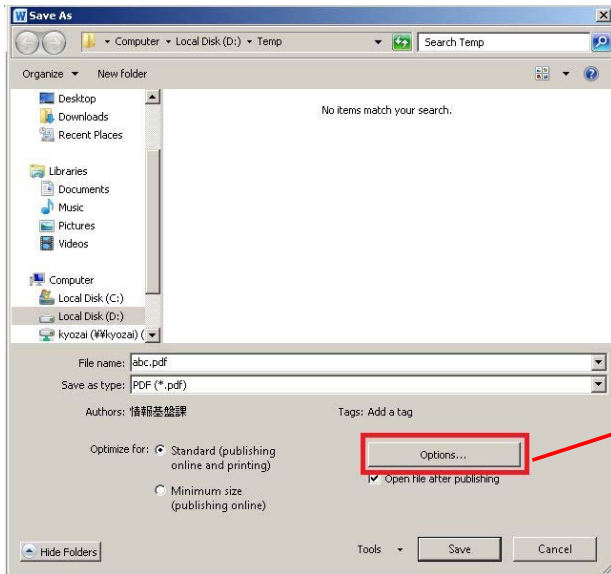 Save As
Computer Local Disk (D:) Temp
Search Temp
Organize New folder
Desktop
Downloads
Recent Places
Libraries
Documents
Music
Pictures
Videos
Computer
Local Disk (C:)
Local Disk (D:)
kyozai (¥¥kyozai) (
No items match your search.
File name: abc.pdf
Save as type: PDF (*.pdf)
Authors: 情報基盤課
Tags: Add a tag
Optimize for: Standard (publishing
online and printing)
Minimum size
(publishing online)
Options...
Open file after publishing
Hide Folders
Tools Save Cancel